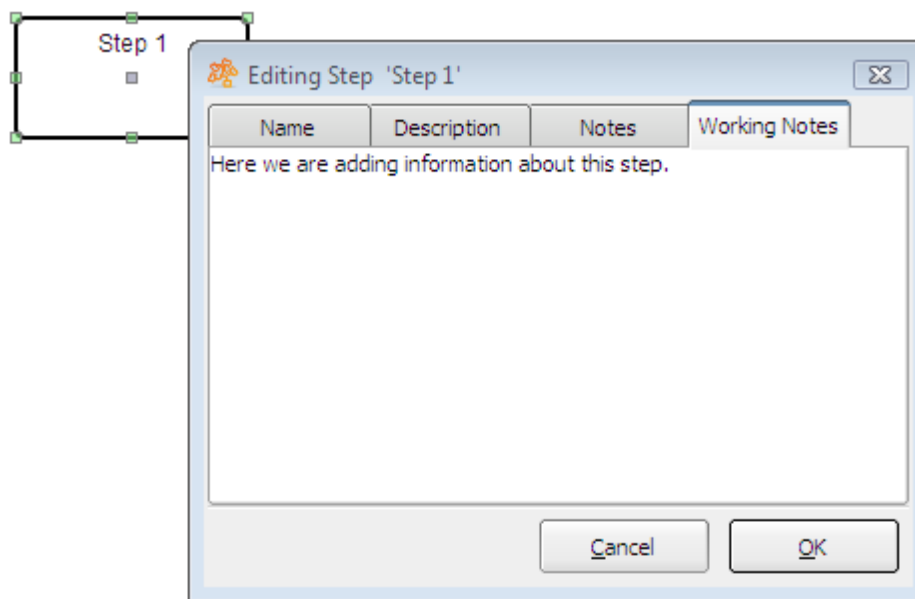 Step 1
Editing Step 'Step 1'
Name Description Notes Working Notes
Here we are adding information about this step.
Cancel OK